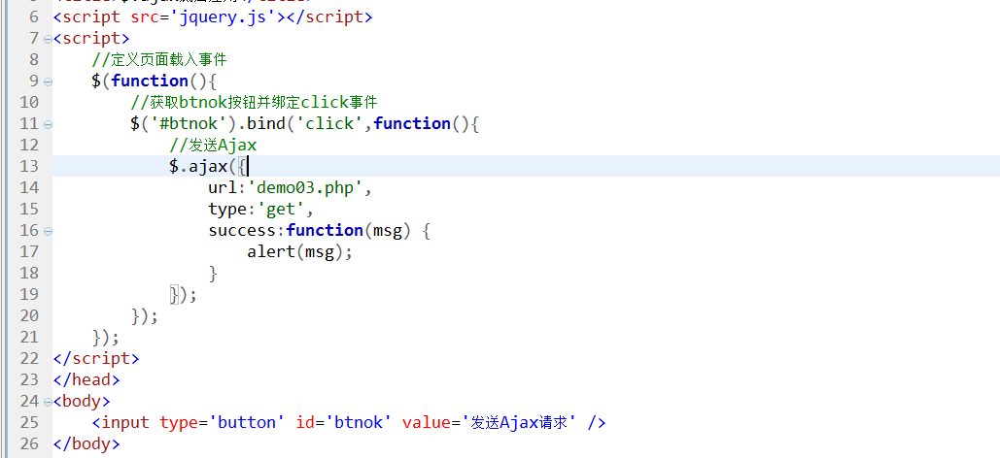 6 <script src='jquery.js'></script>
7 <script>
8 //定义页面载入事件
9 $(function(){
10 //获取btnok按钮并绑定click事件
11 $('#btnok').bind('click',function(){
12 //发送Ajax
13 $.ajax({
14 url:'demo03.php',
15 type:'get',
16 success:function(msg) {
17 alert(msg);
18 }
19 });
20 });
21 });
22 </script>
23 </head>
24 <body>
25 <input type='button' id='btnok' value='发送Ajax请求' />
26 </body>